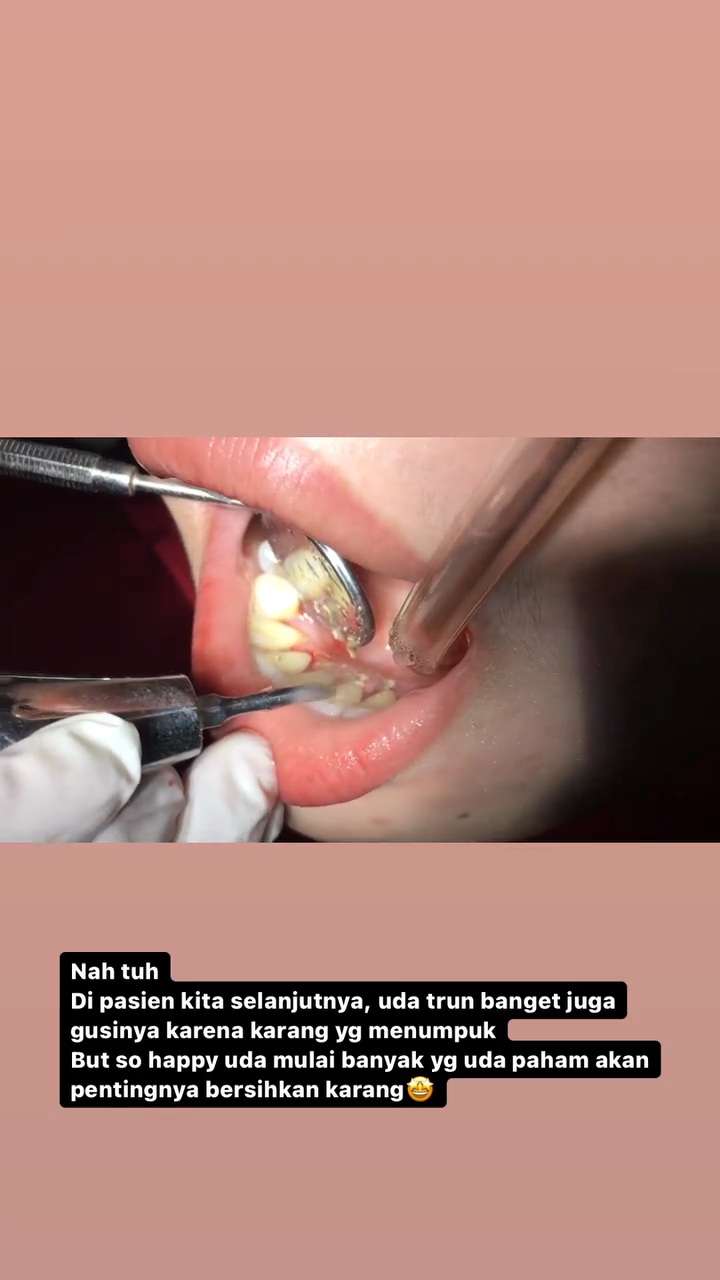 Nah tuh
Di pasien kita selanjutnya, uda trun banget juga
gusinya karena karang yg menumpuk
But so happy uda mulai banyak yg uda paham akan
pentingnya bersihkan karang🤩